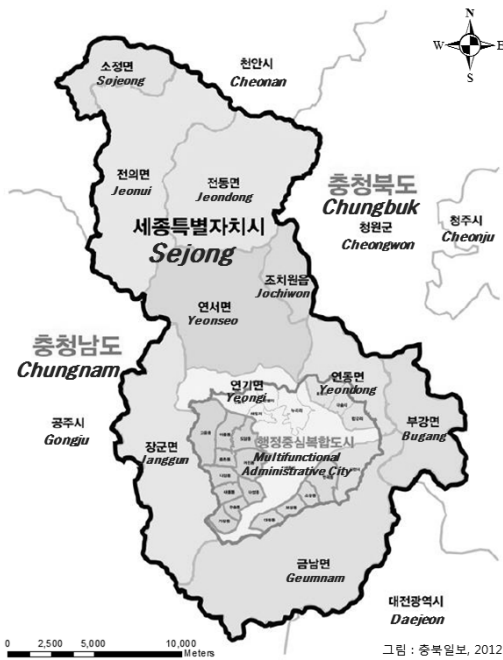 N
W E
S
소정면
Sojeong
천안시
Cheonan
전의면
Jeonui
전동면
Jeondong
충청북도
Chungbuk
청원군
Cheongwon
청주시
Cheonju
세종특별자치시
Sejong
조치원읍
Jochiwon
연서면
Yeonseo
충청남도
Chungnam
연기면
Yeongi
연동면
Yeondong
공주시
Gongju
장군면
Janggun
부강면
Bugang
행정중심복합도시
Multifunctional
Administrative City
금남면
Geumnam
대전광역시
Daejeon
0 2,500 5,000 10,000
Meters
그림 : 충북일보, 2012